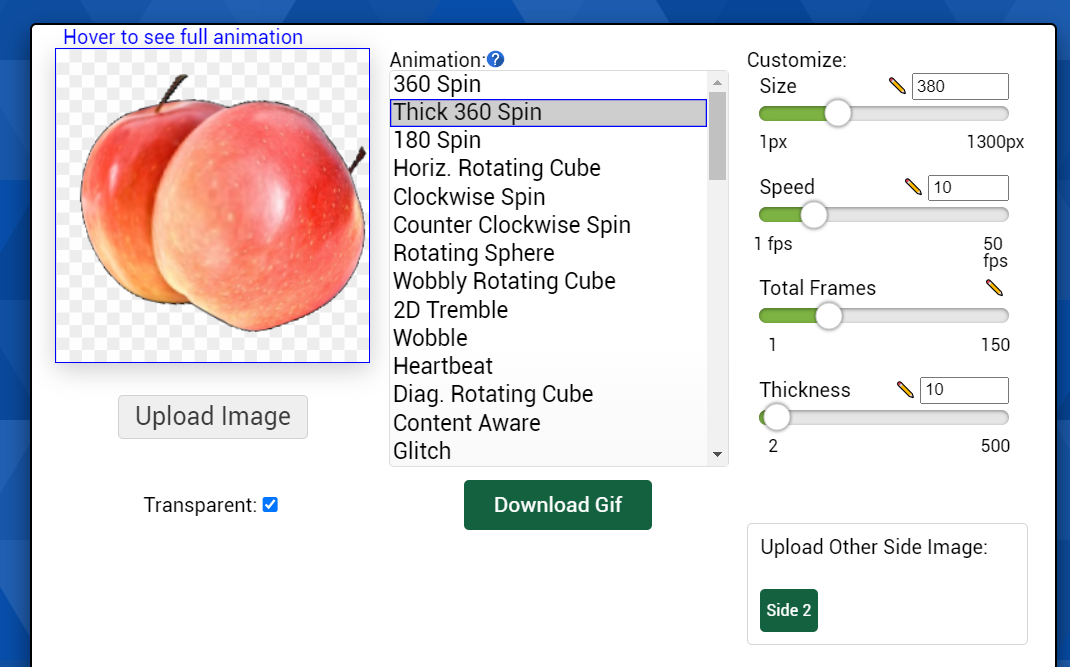 Hover to see full animation
Upload Image
Transparent:
Animation:?
360 Spin
Thick 360 Spin
180 Spin
Horiz. Rotating Cube
Clockwise Spin
Counter Clockwise Spin
Rotating Sphere
Wobbly Rotating Cube
2D Tremble
Wobble
Heartbeat
Diag. Rotating Cube
Content Aware
Glitch
Download Gif
Customize:
Size 380
1px 1300px
Speed 10
1 fps 50
fps
Total Frames
1 150
Thickness 10
2 500
Upload Other Side Image:
Side 2